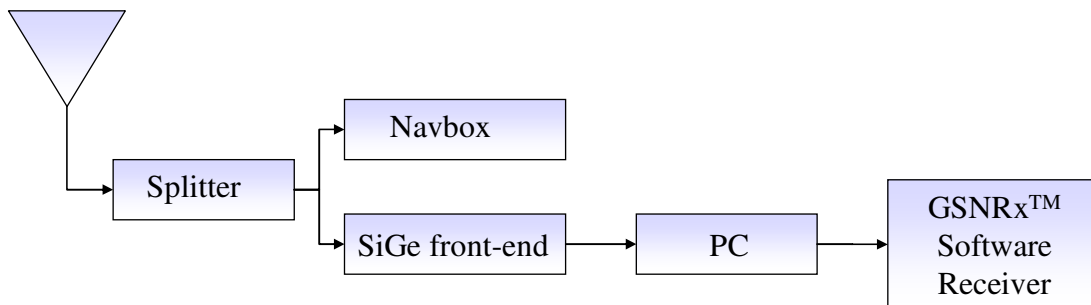 Navbox
Splitter
SiGe front-end
PC
GSNRx™
Software
Receiver